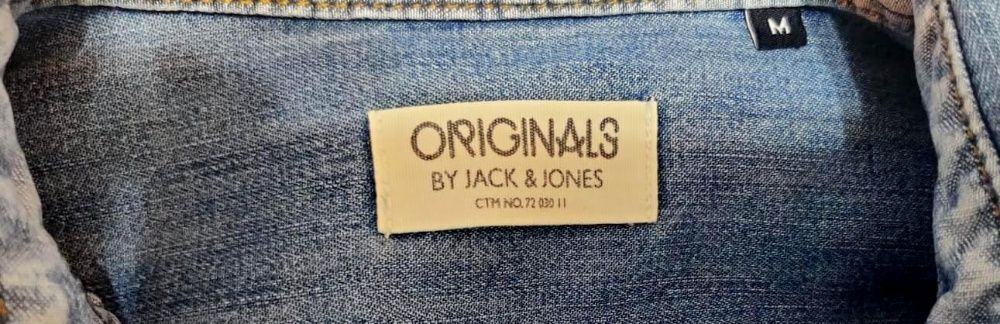 M
ORIGINALS
BY JACK & JONES
CTM NO. 72 030 11